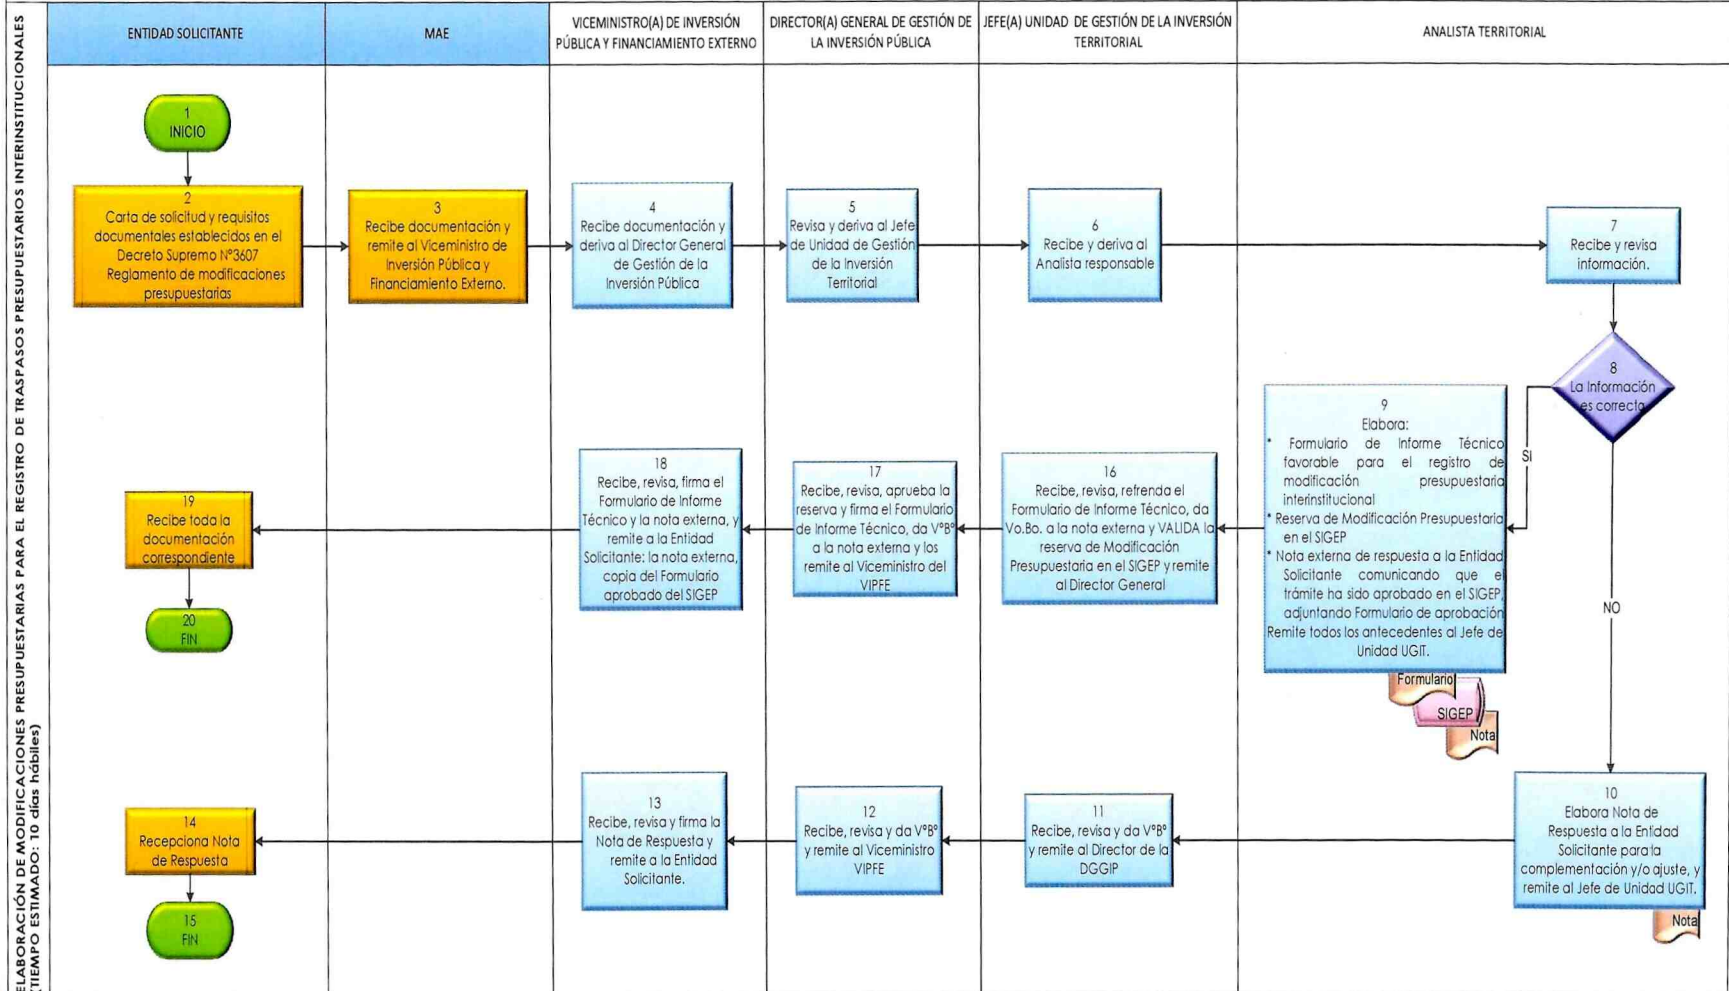 ELABORACIÓN DE MODIFICACIONES PRESUPUESTARIAS PARA EL REGISTRO DE TRASPASOS PRESUPUESTARIOS INTERINSTITUCIONALES
(TIEMPO ESTIMADO: 10 días hábiles)
ENTIDAD SOLICITANTE
MAE
VICEMINISTRO(A) DE INVERSIÓN
PÚBLICA Y FINANCIAMIENTO EXTERNO
DIRECTOR(A) GENERAL DE GESTIÓN DE
LA INVERSIÓN PÚBLICA
JEFE(A) UNIDAD DE GESTIÓN DE LA INVERSIÓN
TERRITORIAL
ANALISTA TERRITORIAL
1
INICIO
2
Carta de solicitud y requisitos
documentales establecidos en el
Decreto Supremo N°3607
Reglamento de modificaciones
presupuestarias
3
Recibe documentación y
remite al Viceministro de
Inversión Pública y
Financiamiento Externo.
4
Recibe documentación y
deriva al Director General
de Gestión de la
Inversión Pública
5
Revisa y deriva al Jefe
de Unidad de Gestión
de la Inversión
Territorial
6
Recibe y deriva al
Analista responsable
7
Recibe y revisa
información.
8
La Información
es correcta
SI
NO
9
Elabora:
* Formulario de Informe Técnico
favorable para el registro de
modificación presupuestaria
interinstitucional
* Reserva de Modificación Presupuestaria
en el SIGEP
* Nota externa de respuesta a la Entidad
Solicitante comunicando que el
trámite ha sido aprobado en el SIGEP,
adjuntando Formulario de aprobación
Remite todos los antecedentes al Jefe de
Unidad UGIT.
Formulario
SIGEP
Nota
16
Recibe, revisa, refrenda el
Formulario de Informe Técnico, da
Vo.Bo. a la nota externa y VALIDA la
reserva de Modificación
Presupuestaria en el SIGEP y remite
al Director General
17
Recibe, revisa, aprueba la
reserva y firma el Formulario
de Informe Técnico, da V°B°
a la nota externa y los
remite al Viceministro del
VIPFE
18
Recibe, revisa, firma el
Formulario de Informe
Técnico y la nota externa, y
remite a la Entidad
Solicitante: la nota externa,
copia del Formulario
aprobado del SIGEP
19
Recibe toda la
documentación
correspondiente
20
FIN
10
Elabora Nota de
Respuesta a la Entidad
Solicitante para la
complementación y/o ajuste, y
remite al Jefe de Unidad UGIT.
Nota
11
Recibe, revisa y da V°B°
y remite al Director de la
DGGIP
12
Recibe, revisa y da V°B°
y remite al Viceministro
VIPFE
13
Recibe, revisa y firma la
Nota de Respuesta y
remite a la Entidad
Solicitante.
14
Recepciona Nota
de Respuesta
15
FIN